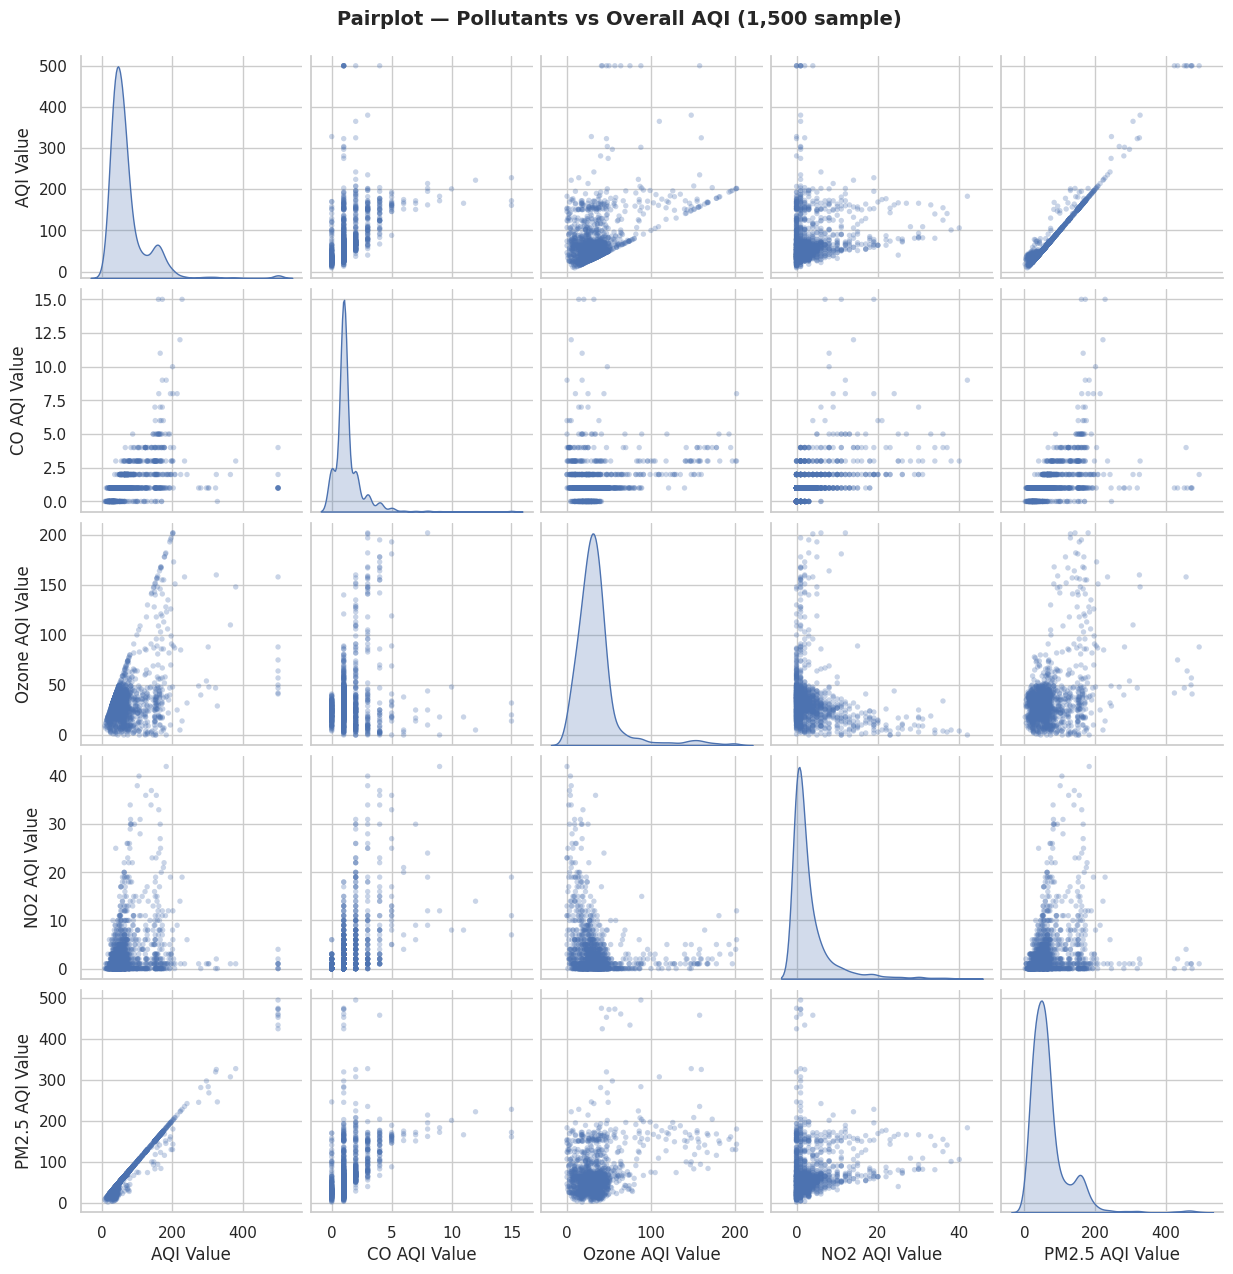 Pairplot — Pollutants vs Overall AQI (1,500 sample)
500
400
300
200
100
0
AQI Value
15.0
12.5
10.0
7.5
5.0
2.5
0.0
CO AQI Value
200
150
100
50
0
Ozone AQI Value
40
30
20
10
0
NO2 AQI Value
500
400
300
200
100
0
PM2.5 AQI Value
0 200 400
AQI Value
0 5 10 15
CO AQI Value
0 100 200
Ozone AQI Value
0 20 40
NO2 AQI Value
0 200 400
PM2.5 AQI Value